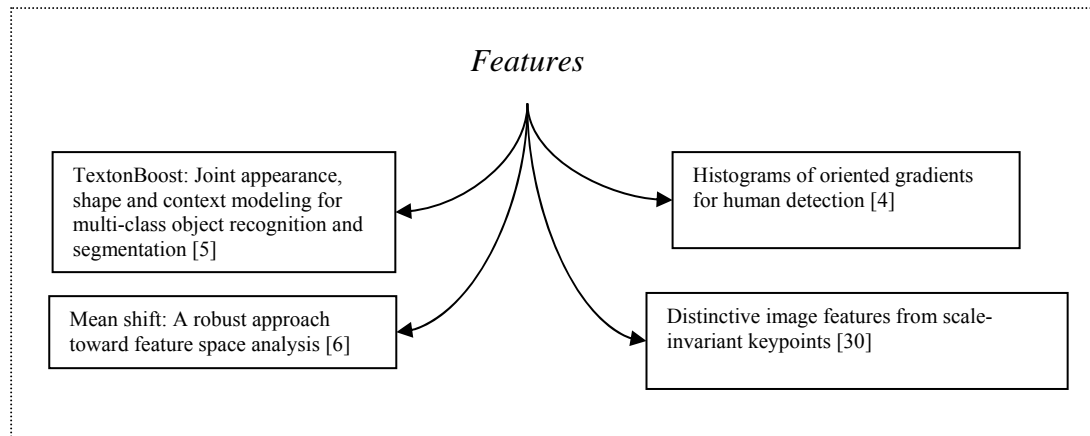 Features
TextonBoost: Joint appearance,
shape and context modeling for
multi-class object recognition and
segmentation [5]
Histograms of oriented gradients
for human detection [4]
Mean shift: A robust approach
toward feature space analysis [6]
Distinctive image features from scale-
invariant keypoints [30]